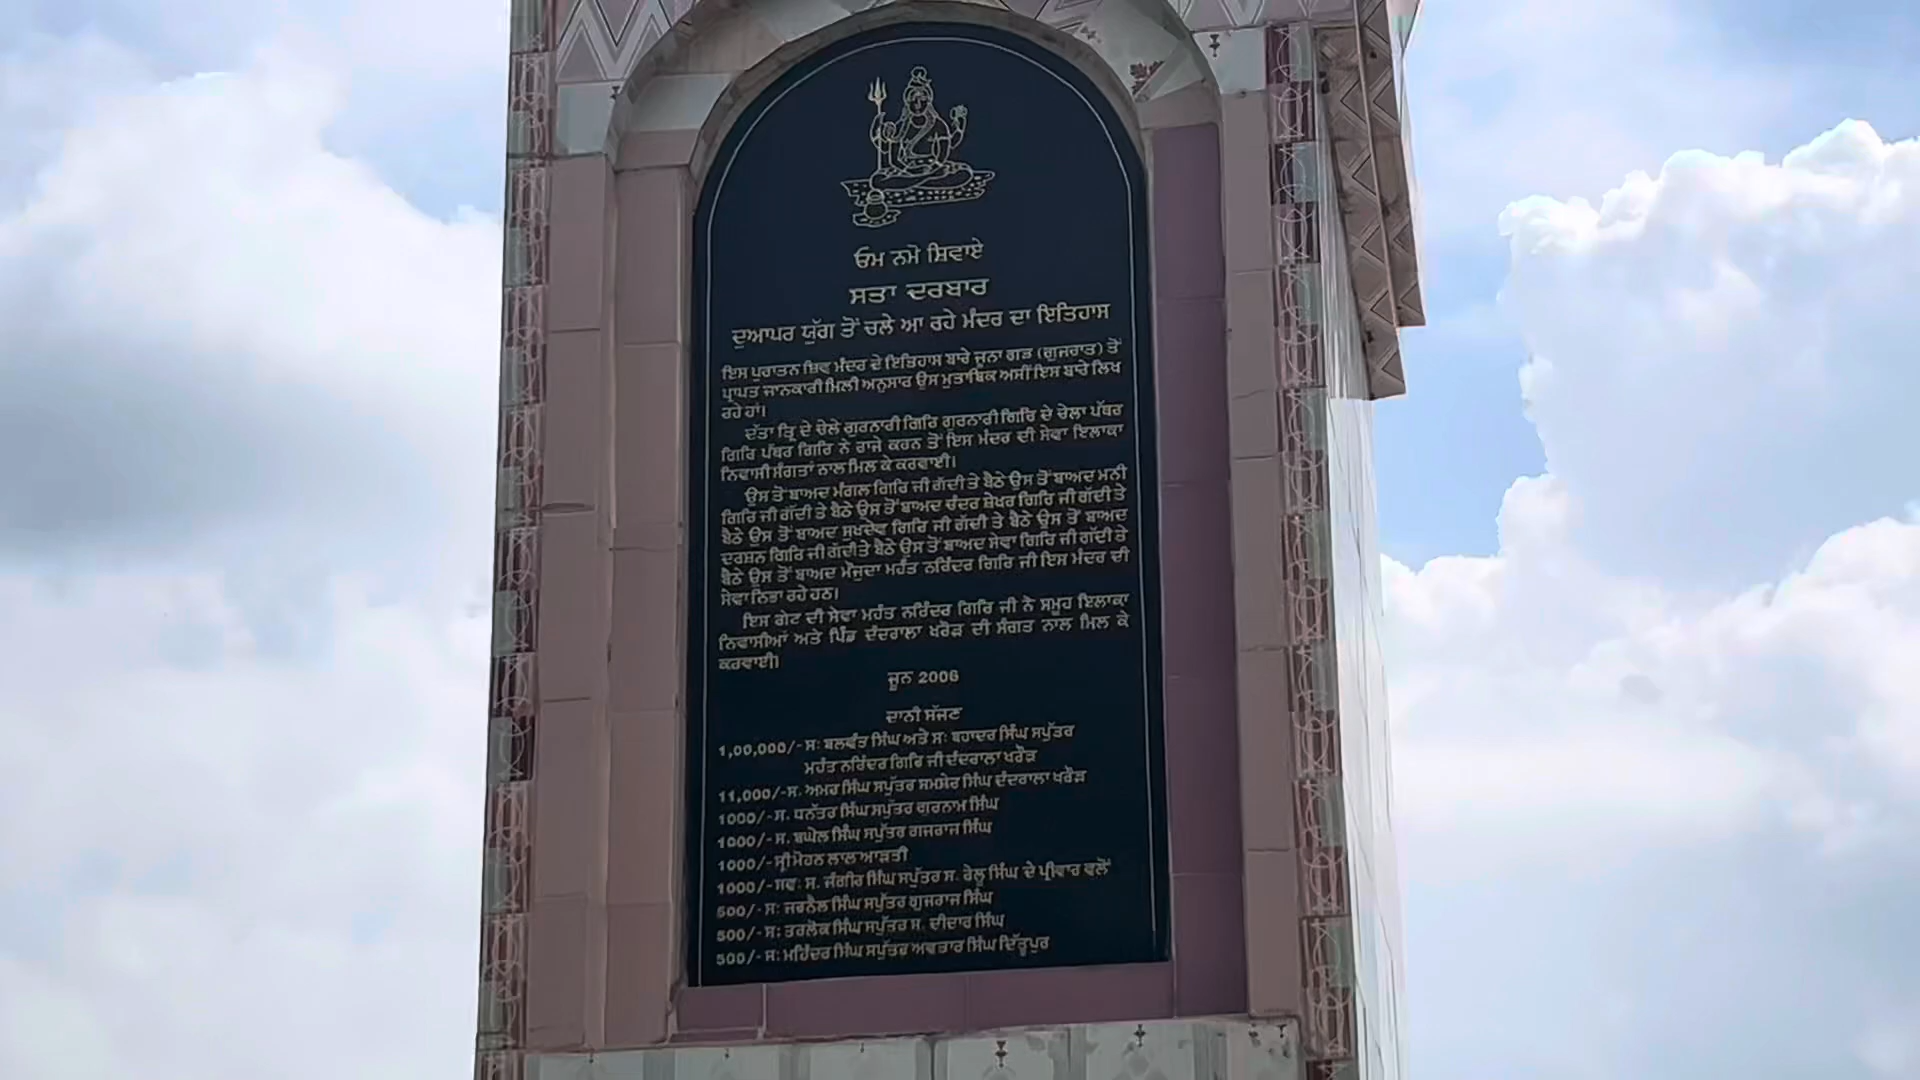 ਓਮ ਨਮੋ ਸ਼ਿਵਾਏ
ਸਤਾ ਦਰਬਾਰ
ਦੁਆਪਰ ਯੁੱਗ ਤੋਂ ਚਲੇ ਆ ਰਹੇ ਮੰਦਰ ਦਾ ਇਤਿਹਾਸ
ਇਸ ਪੁਰਾਤਨ ਸ਼ਿਵ ਮੰਦਰ ਦੇ ਇਤਿਹਾਸ ਬਾਰੇ ਜੂਨਾ ਗੜ (ਗੁਜਰਾਤ) ਤੋਂ
ਪ੍ਰਾਪਤ ਜਾਨਕਾਰੀ ਮਿਲੀ ਅਨੁਸਾਰ ਉਸ ਮੁਤਾਬਿਕ ਅਸੀਂ ਇਸ ਬਾਰੇ ਲਿਖ
ਰਹੇ ਹਾਂ।
ਦੱਤਾ ਤ੍ਰਿ ਦੇ ਚੇਲੇ ਗੁਰਨਾਰੀ ਗਿਰਿ ਗੁਰਨਾਰੀ ਗਿਰਿ ਦੇ ਚੇਲਾ ਪੱਥਰ
ਗਿਰਿ ਪੱਥਰ ਗਿਰਿ ਨੇ ਰਾਜੇ ਕਰਨ ਤੋਂ ਇਸ ਮੰਦਰ ਦੀ ਸੇਵਾ ਇਲਾਕਾ
ਨਿਵਾਸੀ ਸੰਗਤਾਂ ਨਾਲ ਮਿਲ ਕੇ ਕਰਵਾਈ।
ਉਸ ਤੋਂ ਬਾਅਦ ਮੰਗਲ ਗਿਰਿ ਜੀ ਗੱਦੀ ਤੇ ਬੈਠੇ ਉਸ ਤੋਂ ਬਾਅਦ ਮਨੀ
ਗਿਰਿ ਜੀ ਗੱਦੀ ਤੇ ਬੈਠੇ ਉਸ ਤੋਂ ਬਾਅਦ ਚੰਦਰ ਸ਼ੇਖਰ ਗਿਰਿ ਜੀ ਗੱਦੀ ਤੇ
ਬੈਠੇ ਉਸ ਤੋਂ ਬਾਅਦ ਸੁਖਦੇਵ ਗਿਰਿ ਜੀ ਗੱਦੀ ਤੇ ਬੈਠੇ ਉਸ ਤੋਂ ਬਾਅਦ
ਦਰਸ਼ਨ ਗਿਰਿ ਜੀ ਗੱਦੀ ਤੇ ਬੈਠੇ ਉਸ ਤੋਂ ਬਾਅਦ ਸੇਵਾ ਗਿਰਿ ਜੀ ਗੱਦੀ ਤੇ
ਬੈਠੇ ਉਸ ਤੋਂ ਬਾਅਦ ਮੌਜੂਦਾ ਮਹੰਤ ਨਰਿੰਦਰ ਗਿਰਿ ਜੀ ਇਸ ਮੰਦਰ ਦੀ
ਸੇਵਾ ਨਿਭਾ ਰਹੇ ਹਨ।
ਇਸ ਗੇਟ ਦੀ ਸੇਵਾ ਮਹੰਤ ਨਰਿੰਦਰ ਗਿਰਿ ਜੀ ਨੇ ਸਮੂਹ ਇਲਾਕਾ
ਨਿਵਾਸੀਆਂ ਅਤੇ ਪਿੰਡ ਦੰਦਰਾਲਾ ਖਰੋੜ ਦੀ ਸੰਗਤ ਨਾਲ ਮਿਲ ਕੇ
ਕਰਵਾਈ।
ਜੂਨ 2006
ਦਾਨੀ ਸੱਜਣ
1,00,000/- ਸ: ਬਲਵੰਤ ਸਿੰਘ ਅਤੇ ਸ: ਬਹਾਦਰ ਸਿੰਘ ਸਪੁੱਤਰ
ਮਹੰਤ ਨਰਿੰਦਰ ਗਿਰਿ ਜੀ ਦੰਦਰਾਲਾ ਖਰੌੜ
11,000/- ਸ. ਅਮਰ ਸਿੰਘ ਸਪੁੱਤਰ ਸਮਸ਼ੇਰ ਸਿੰਘ ਦੰਦਰਾਲਾ ਖਰੌੜ
1000/- ਸ. ਧਨੱਤਰ ਸਿੰਘ ਸਪੁੱਤਰ ਗੁਰਨਾਮ ਸਿੰਘ
1000/- ਸ. ਬਘੇਲ ਸਿੰਘ ਸਪੁੱਤਰ ਗਜਰਾਜ ਸਿੰਘ
1000/- ਸ੍ਰੀ ਮੋਹਨ ਲਾਲ ਆੜਤੀ
1000/- ਸਵ: ਸ. ਜੰਗੀਰ ਸਿੰਘ ਸਪੁੱਤਰ ਸ. ਰੇਲੂ ਸਿੰਘ ਦੇ ਪ੍ਰੀਵਾਰ ਵਲੋਂ
500/- ਸ: ਜਰਨੈਲ ਸਿੰਘ ਸਪੁੱਤਰ ਗੁਜਰਾਜ ਸਿੰਘ
500/- ਸ: ਤਰਲੋਕ ਸਿੰਘ ਸਪੁੱਤਰ ਸ. ਦੀਦਾਰ ਸਿੰਘ
500/- ਸ: ਮਹਿੰਦਰ ਸਿੰਘ ਸਪੁੱਤਰ ਅਵਤਾਰ ਸਿੰਘ ਦਿੱਤੂਪੁਰ